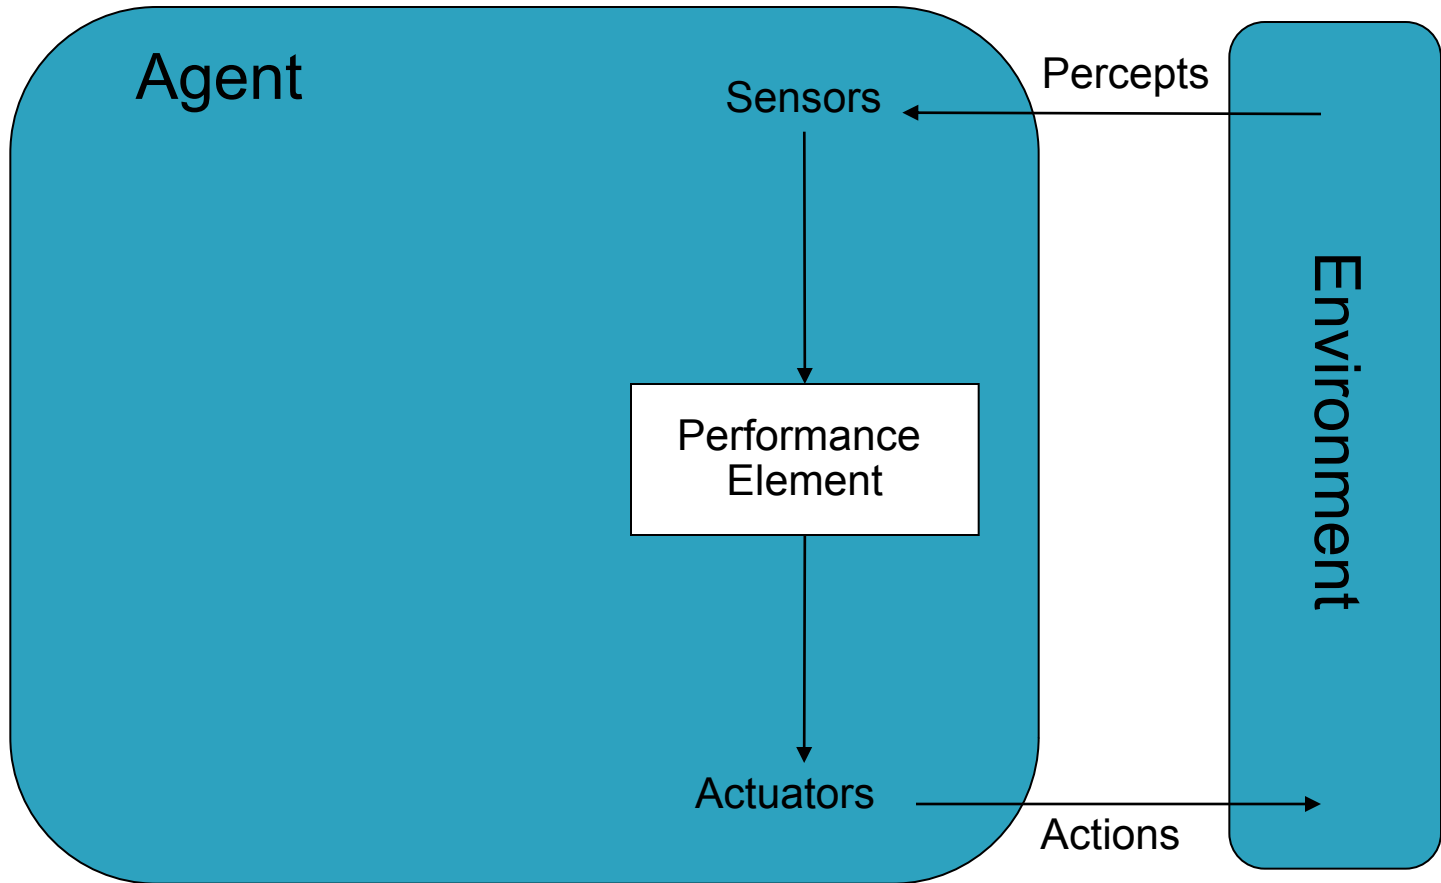 Agent
Sensors
Percepts
Environment
Performance
Element
Actuators
Actions